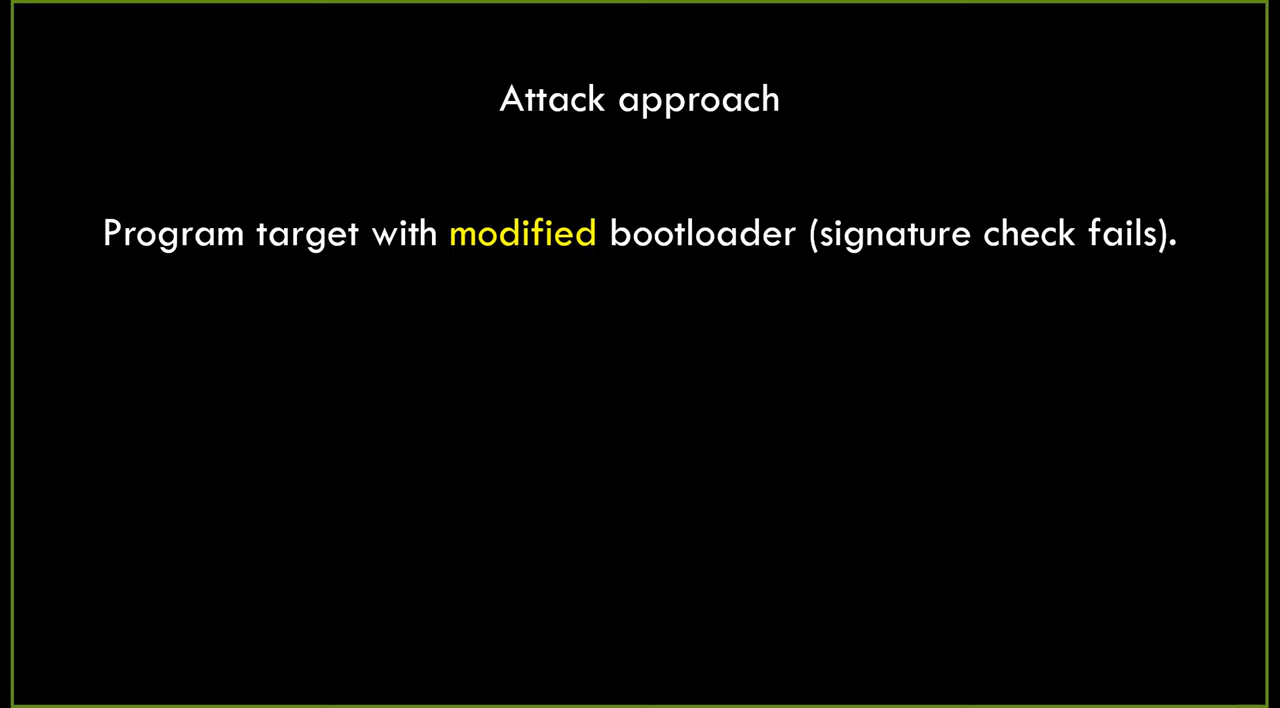 Attack approach
Program target with modified bootloader (signature check fails).